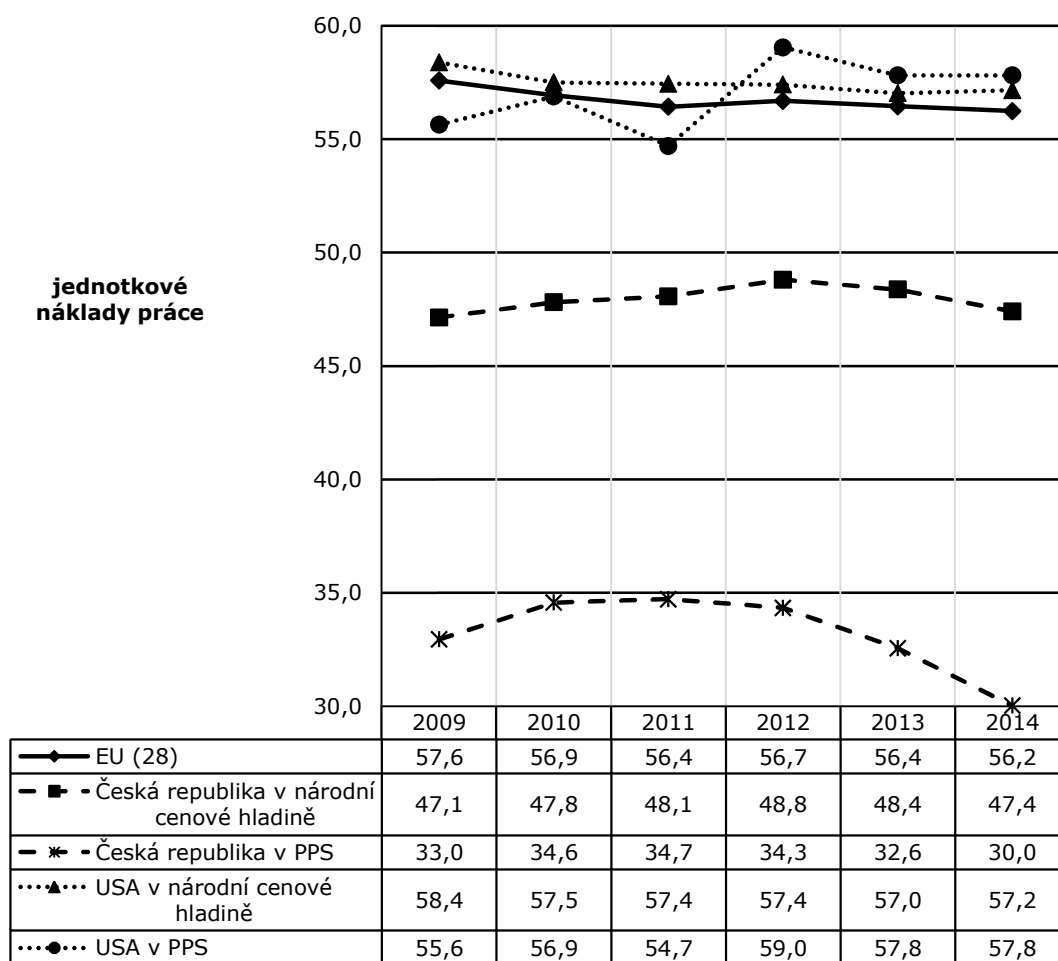 60,0
55,0
50,0
jednotkové
náklady práce
45,0
40,0
35,0
30,0
2009 2010 2011 2012 2013 2014
EU (28) 57,6 56,9 56,4 56,7 56,4 56,2
Česká republika v národní
cenové hladině 47,1 47,8 48,1 48,8 48,4 47,4
Česká republika v PPS 33,0 34,6 34,7 34,3 32,6 30,0
USA v národní cenové
hladině 58,4 57,5 57,4 57,4 57,0 57,2
USA v PPS 55,6 56,9 54,7 59,0 57,8 57,8